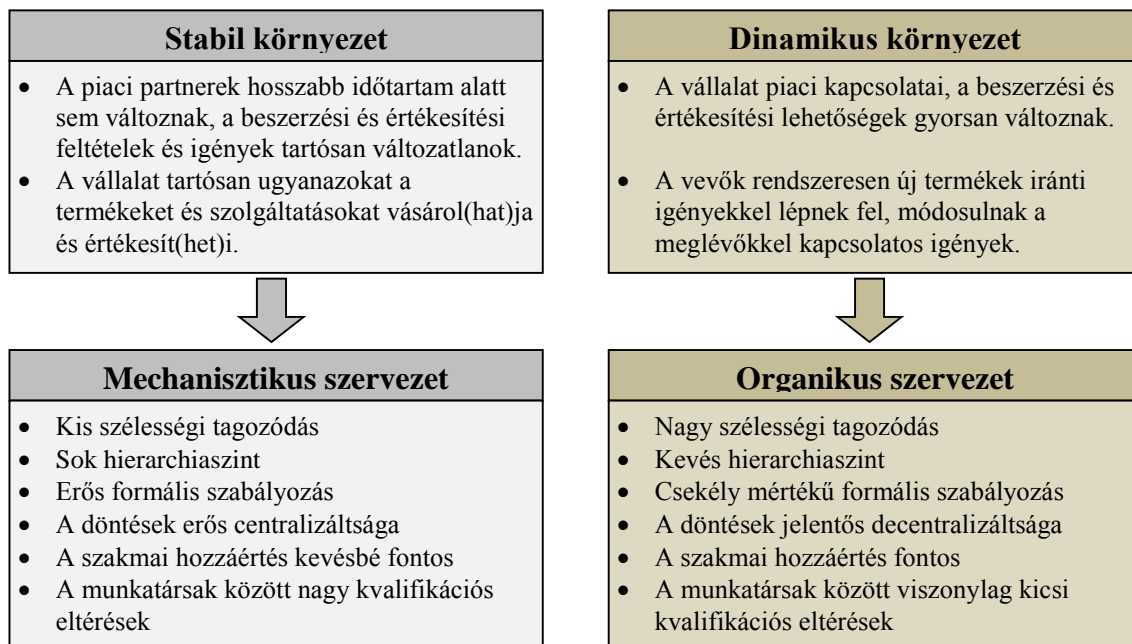 Stabil környezet
• A piaci partnerek hosszabb időtartam alatt
sem változnak, a beszerzési és értékesítési
feltételek és igények tartósan változatlanok.
• A vállalat tartósan ugyanazokat a
termékeket és szolgáltatásokat vásárol(hat)ja
és értékesít(het)i.
Dinamikus környezet
• A vállalat piaci kapcsolatai, a beszerzési és
értékesítési lehetőségek gyorsan változnak.
• A vevők rendszeresen új termékek iránti
igényekkel lépnek fel, módosulnak a
meglévőkkel kapcsolatos igények.
Mechanisztikus szervezet
• Kis szélességi tagozódás
• Sok hierarchiaszint
• Erős formális szabályozás
• A döntések erős centralizáltsága
• A szakmai hozzáértés kevésbé fontos
• A munkatársak között nagy kvalifikációs
eltérések
Organikus szervezet
• Nagy szélességi tagozódás
• Kevés hierarchiaszint
• Csekély mértékű formális szabályozás
• A döntések jelentős decentralizáltsága
• A szakmai hozzáértés fontos
• A munkatársak között viszonylag kicsi
kvalifikációs eltérések